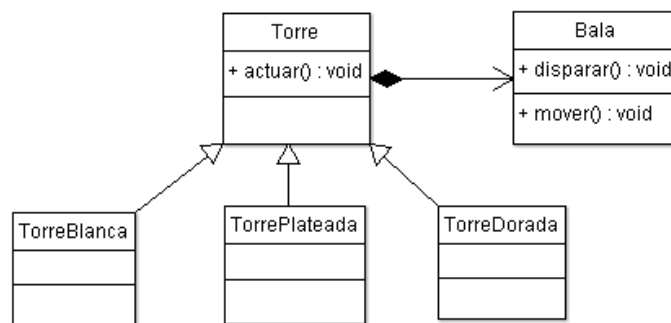 Torre
+ actuar() : void
Bala
+ disparar() : void
+ mover() : void
TorreBlanca
TorrePlateada
TorreDorada